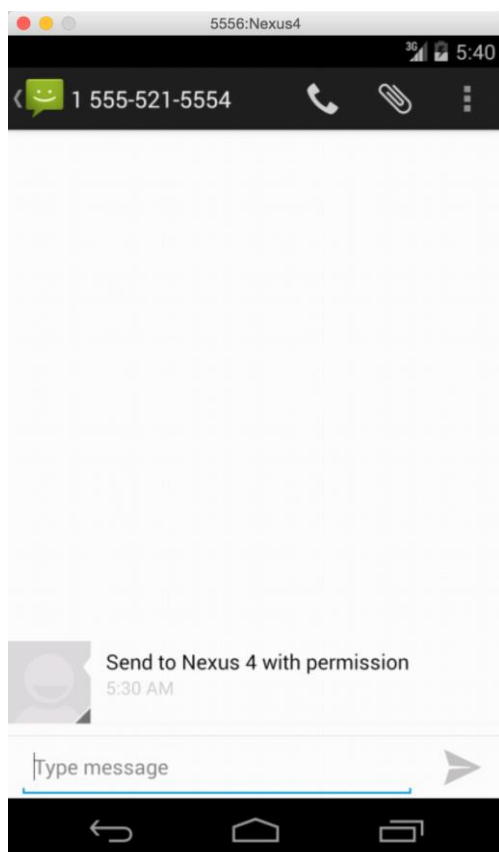 5556:Nexus4
3G 5:40
1 555-521-5554
Send to Nexus 4 with permission
5:30 AM
Type message